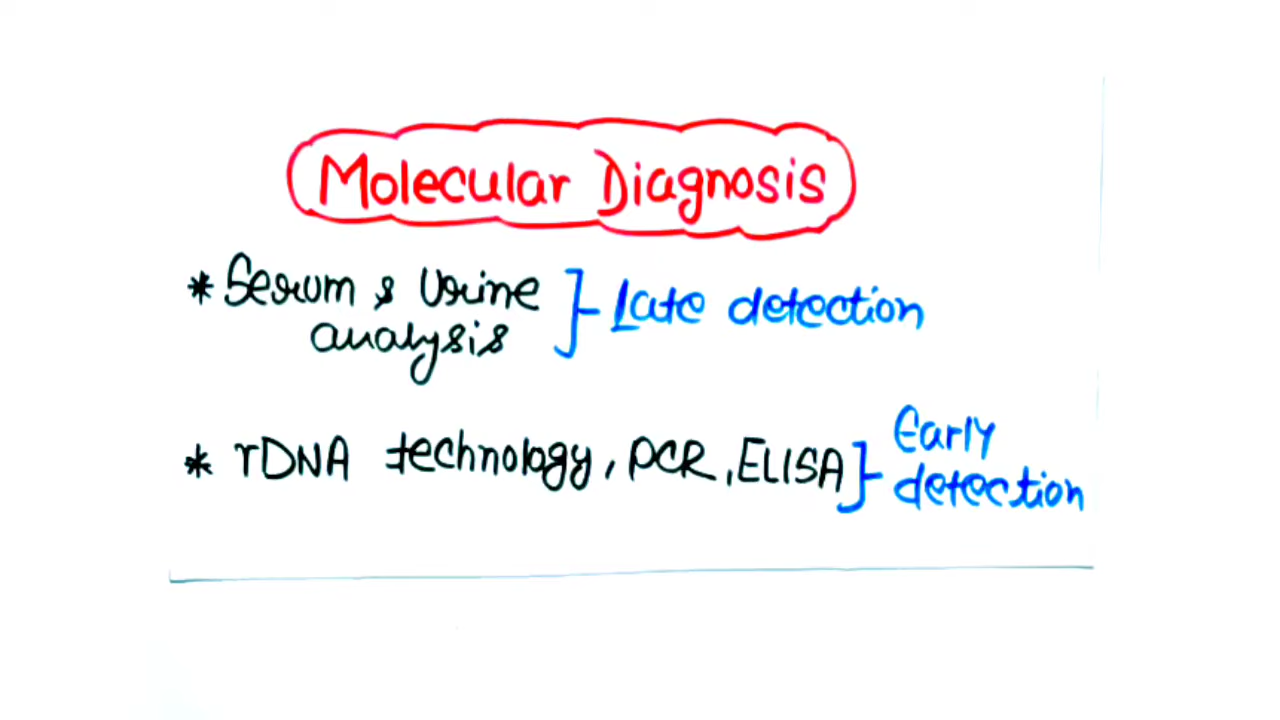 Molecular Diagnosis
* Serum & Urine analysis } Late detection
* rDNA technology, PCR, ELISA } Early detection